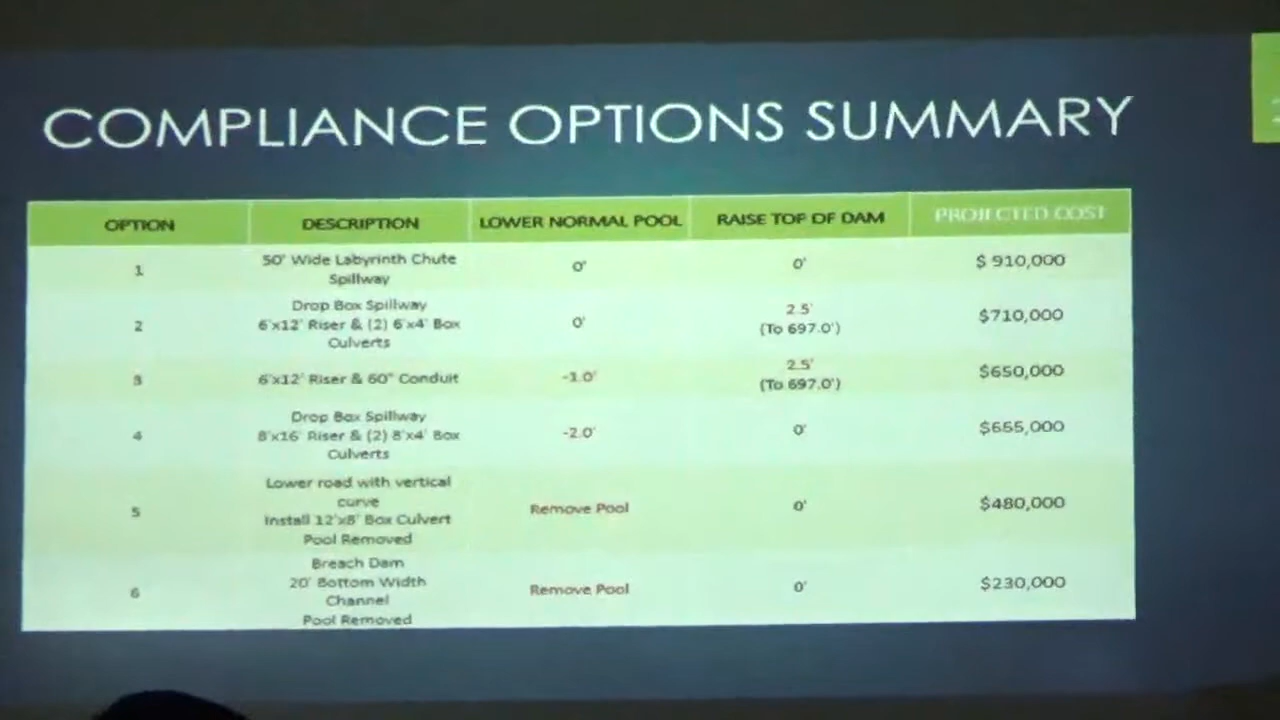 COMPLIANCE OPTIONS SUMMARY
OPTION DESCRIPTION LOWER NORMAL POOL RAISE TOP OF DAM PROJECTED COST
1 50' Wide Labyrinth Chute 0' 0' $ 910,000
Spillway
2 Drop Box Spillway 0' 2.5' $710,000
6'x12' Riser & (2) 6'x4' Box (To 697.0')
Culverts
3 6'x12' Riser & 60" Conduit -1.0' 2.5' $650,000
(To 697.0')
4 Drop Box Spillway -2.0' 0' $655,000
8'x16' Riser & (2) 8'x4' Box
Culverts
5 Lower road with vertical Remove Pool 0' $480,000
curve
Install 12'x8' Box Culvert
Pool Removed
6 Breach Dam Remove Pool 0' $230,000
20' Bottom Width
Channel
Pool Removed